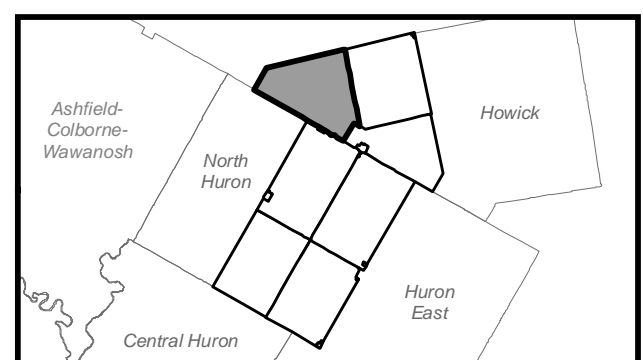 Ashfield-
Colborne-
Wawanosh
North
Huron
Howick
Huron
East
Central Huron